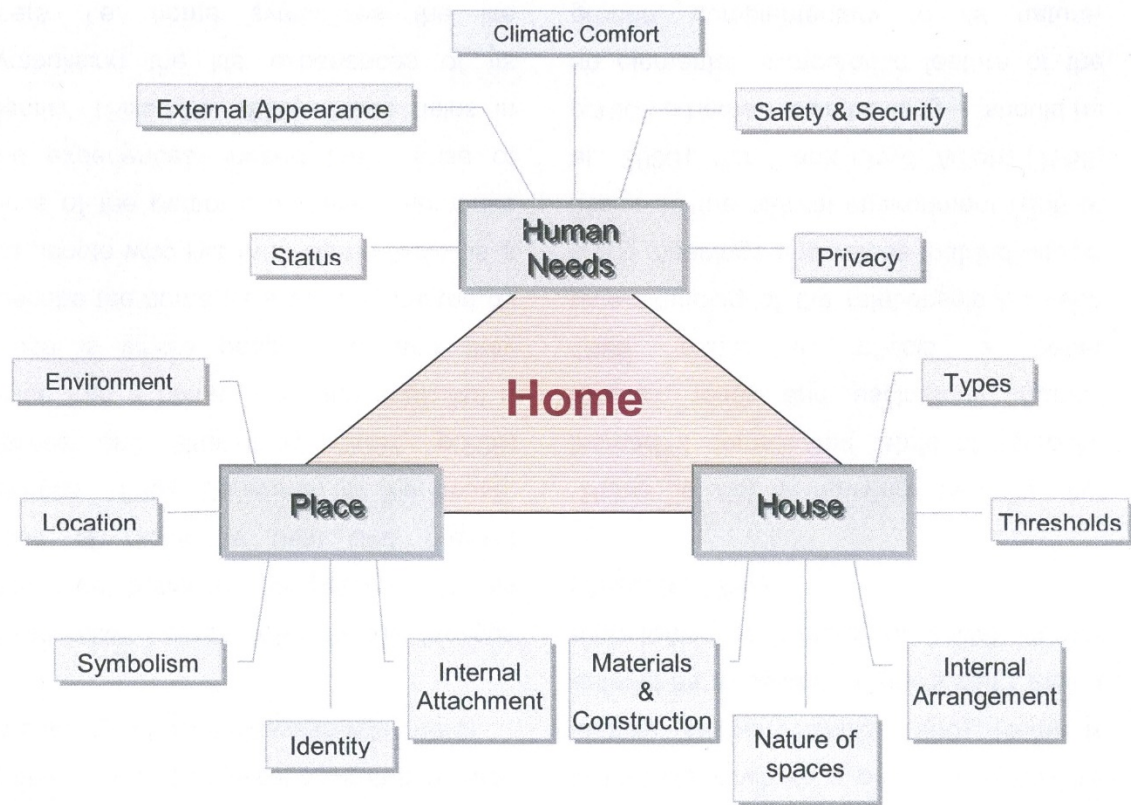 Climatic Comfort
External Appearance
Safety & Security
Human
Needs
Status
Privacy
Environment
Home
Types
Place
House
Location
Thresholds
Symbolism
Internal
Attachment
Materials
&
Construction
Internal
Arrangement
Identity
Nature of
spaces